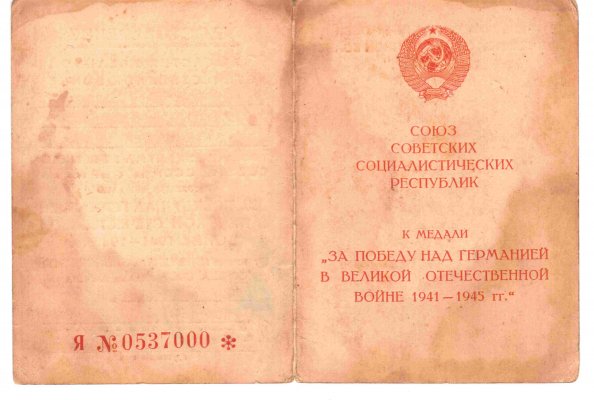 Я №0537000 *
СОЮЗ
СОВЕТСКИХ
СОЦИАЛИСТИЧЕСКИХ
РЕСПУБЛИК
К МЕДАЛИ
„ЗА ПОБЕДУ НАД ГЕРМАНИЕЙ
В ВЕЛИКОЙ ОТЕЧЕСТВЕННОЙ
ВОЙНЕ 1941—1945 гг.“